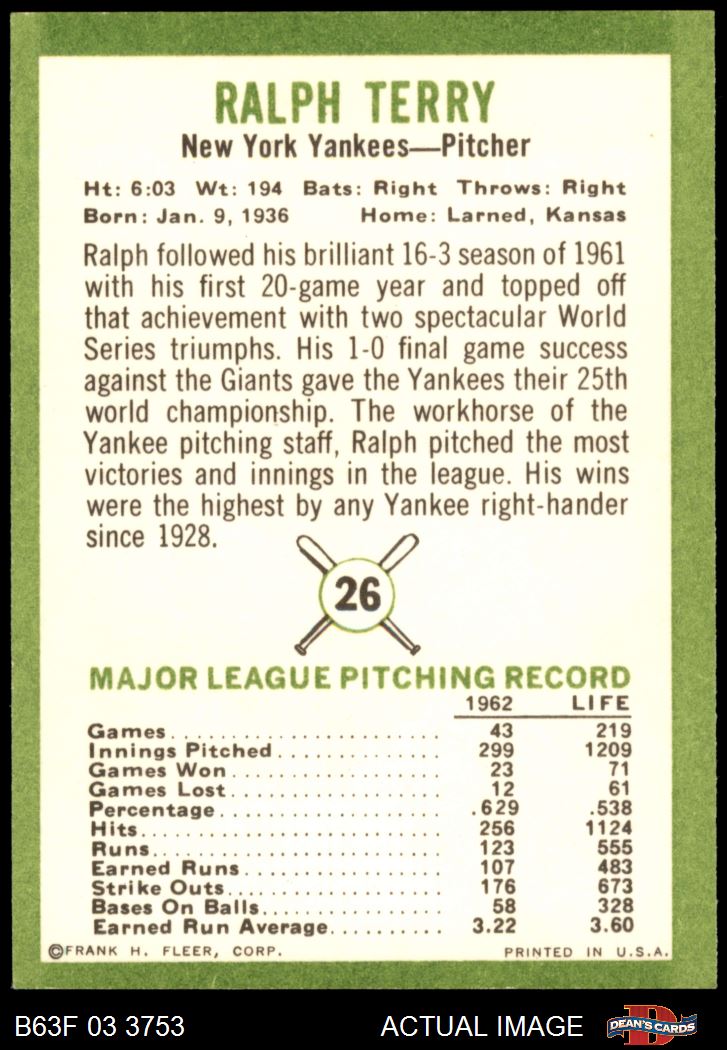 RALPH TERRY
New York Yankees—Pitcher
Ht: 6:03 Wt: 194 Bats: Right Throws: Right
Born: Jan. 9, 1936 Home: Larned, Kansas
Ralph followed his brilliant 16-3 season of 1961
with his first 20-game year and topped off
that achievement with two spectacular World
Series triumphs. His 1-0 final game success
against the Giants gave the Yankees their 25th
world championship. The workhorse of the
Yankee pitching staff, Ralph pitched the most
victories and innings in the league. His wins
were the highest by any Yankee right-hander
since 1928.
26
MAJOR LEAGUE PITCHING RECORD
1962 LIFE
Games 43 219
Innings Pitched 299 1209
Games Won 23 71
Games Lost 12 61
Percentage .629 .538
Hits 256 1124
Runs 123 555
Earned Runs 107 483
Strike Outs 176 673
Bases On Balls 58 328
Earned Run Average 3.22 3.60
©FRANK H. FLEER, CORP. PRINTED IN U.S.A.
B63F 03 3753 ACTUAL IMAGE D DEAN'S CARDS